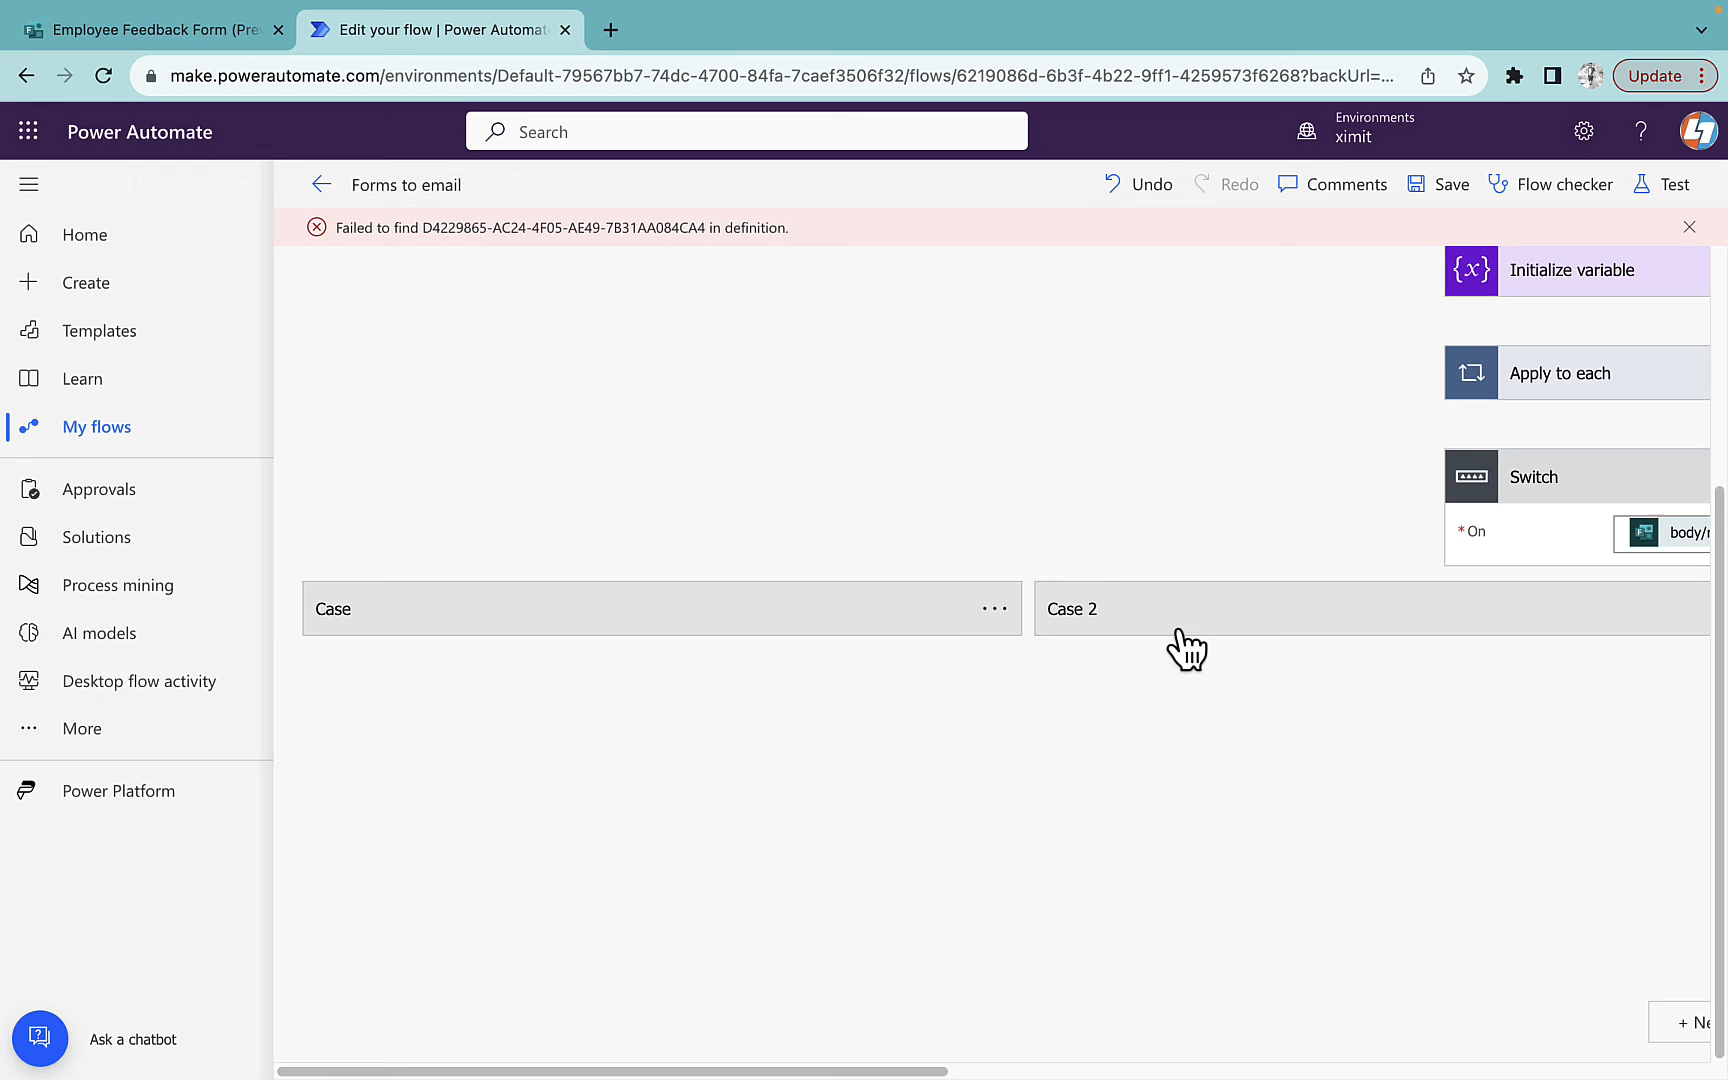 Employee Feedback Form (Pre
Edit your flow | Power Automat
make.powerautomate.com/environments/Default-79567bb7-74dc-4700-84fa-7caef3506f32/flows/6219086d-6b3f-4b22-9ff1-4259573f6268?backUrl=...
Update
Power Automate
Search
Environments
ximit
Forms to email
Undo
Redo
Comments
Save
Flow checker
Test
Failed to find D4229865-AC24-4F05-AE49-7B31AA084CA4 in definition.
Home
Create
Templates
Learn
My flows
Approvals
Solutions
Process mining
AI models
Desktop flow activity
More
Power Platform
Ask a chatbot
{x} Initialize variable
Apply to each
Switch
* On
body/r
Case
Case 2
+ Ne